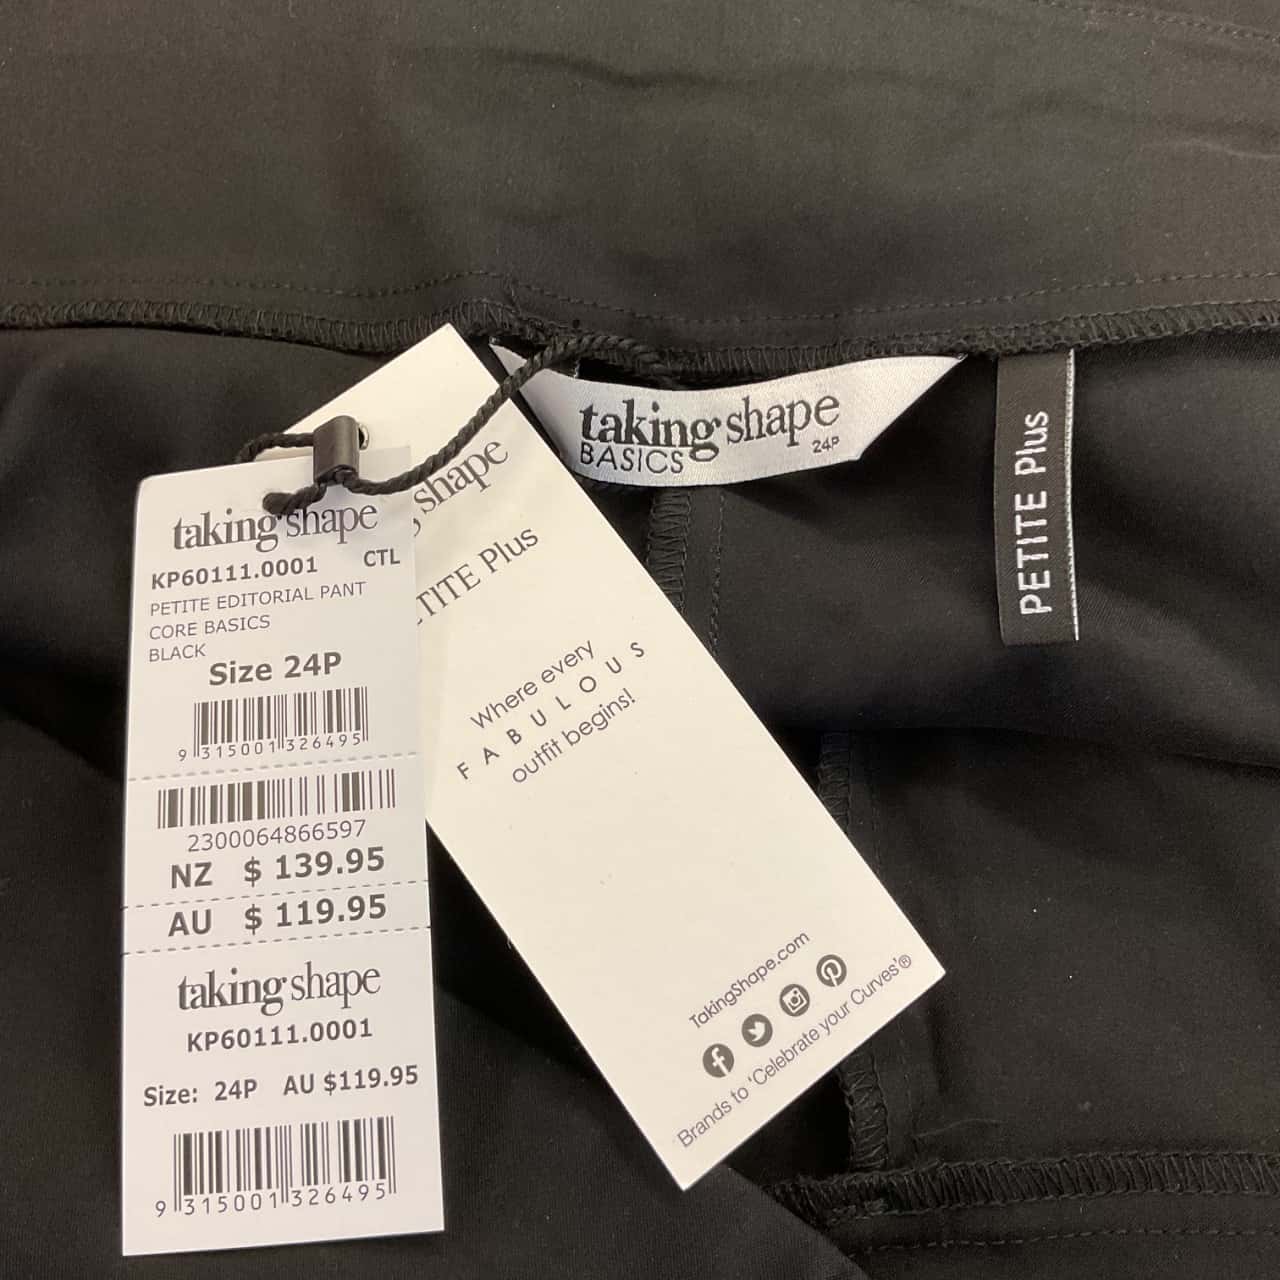 taking shape
BASICS
24P
PETITE Plus
taking shape
KP60111.0001 CTL
PETITE EDITORIAL PANT
CORE BASICS
BLACK
Size 24P
9 315001 326495
2300064866597
NZ $ 139.95
AU $ 119.95
taking shape
KP60111.0001
Size: 24P AU $119.95
9 315001 326495
shape
TITE Plus
Where every
FABULOUS
outfit begins!
TakingShape.com
Brands to 'Celebrate your Curves'®